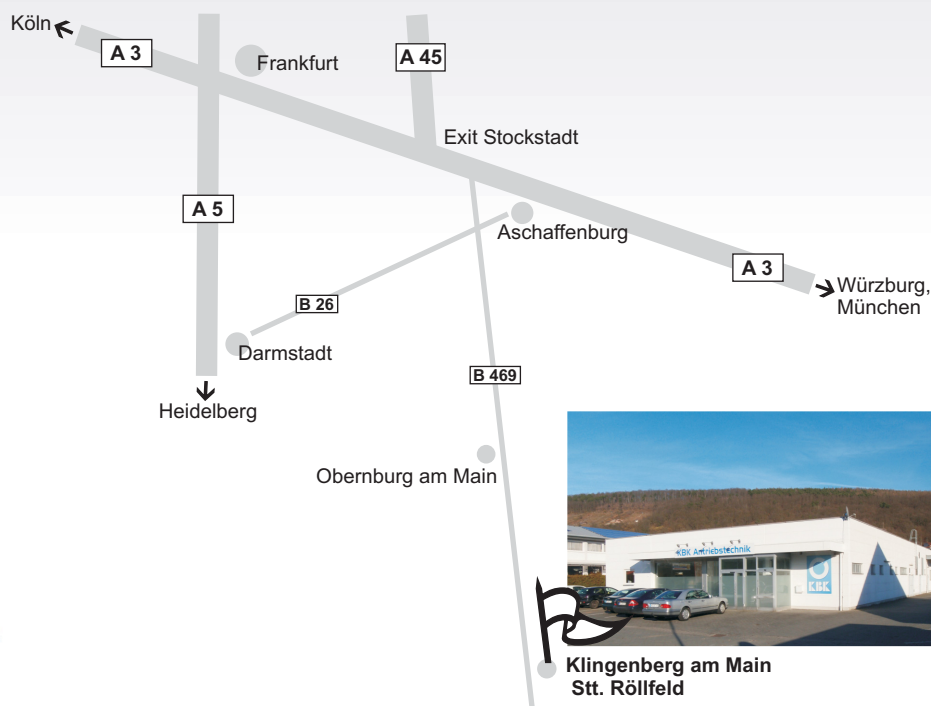 Köln
A 3
Frankfurt
A 45
Exit Stockstadt
A 5
Aschaffenburg
A 3
Würzburg,
München
B 26
Darmstadt
B 469
Heidelberg
Obernburg am Main
KBK Antriebstechnik
KBK
Klingenberg am Main
Stt. Röllfeld